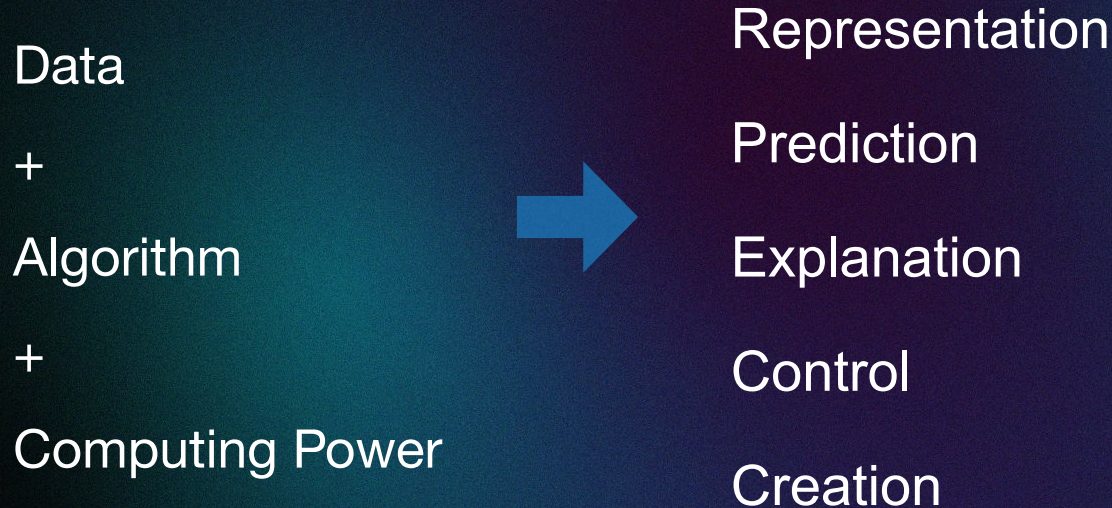 Data
+
Algorithm
+
Computing Power
Representation
Prediction
Explanation
Control
Creation